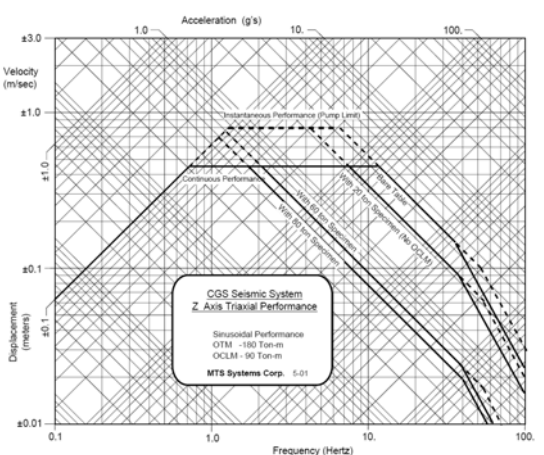 Acceleration (g's)
1.0
10.
100.
±3.0
Velocity
(m/sec)
±1.0
Instantaneous Performance (Pump Limit)
±1.0
Continuous Performance
Bare Table
With 20 ton Specimen (No OCLM)
With 60 ton Specimen
With 80 ton Specimen
±0.1
CGS Seismic System
Z Axis Triaxial Performance
Sinusoidal Performance
OTM -180 Ton-m
OCLM - 90 Ton-m
MTS Systems Corp. 5-01
±0.1
Displacement
(meters)
±0.01
0.1
1.0
10.
100.
Frequency (Hertz)